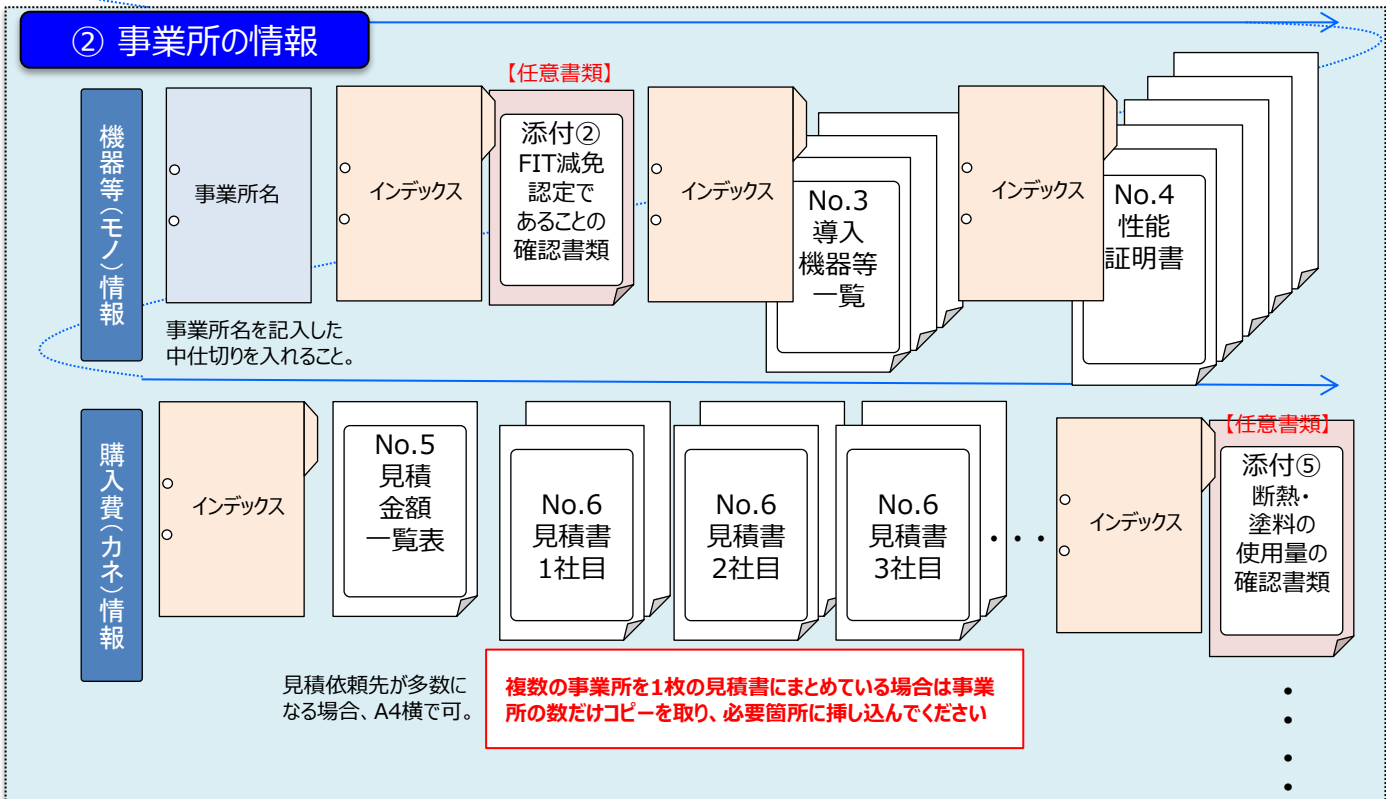 ② 事業所の情報
機器等(モノ)情報
事業所名
事業所名を記入した
中仕切りを入れること。
インデックス
【任意書類】
添付②
FIT減免
認定で
あることの
確認書類
インデックス
No.3
導入
機器等
一覧
インデックス
No.4
性能
証明書
購入費(カネ)情報
インデックス
No.5
見積
金額
一覧表
No.6
見積書
1社目
No.6
見積書
2社目
No.6
見積書
3社目
・・・
インデックス
【任意書類】
添付⑤
断熱・
塗料の
使用量の
確認書類
見積依頼先が多数に
なる場合、A4横で可。
複数の事業所を1枚の見積書にまとめている場合は事業
所の数だけコピーを取り、必要箇所に挿し込んでください
・
・
・
・